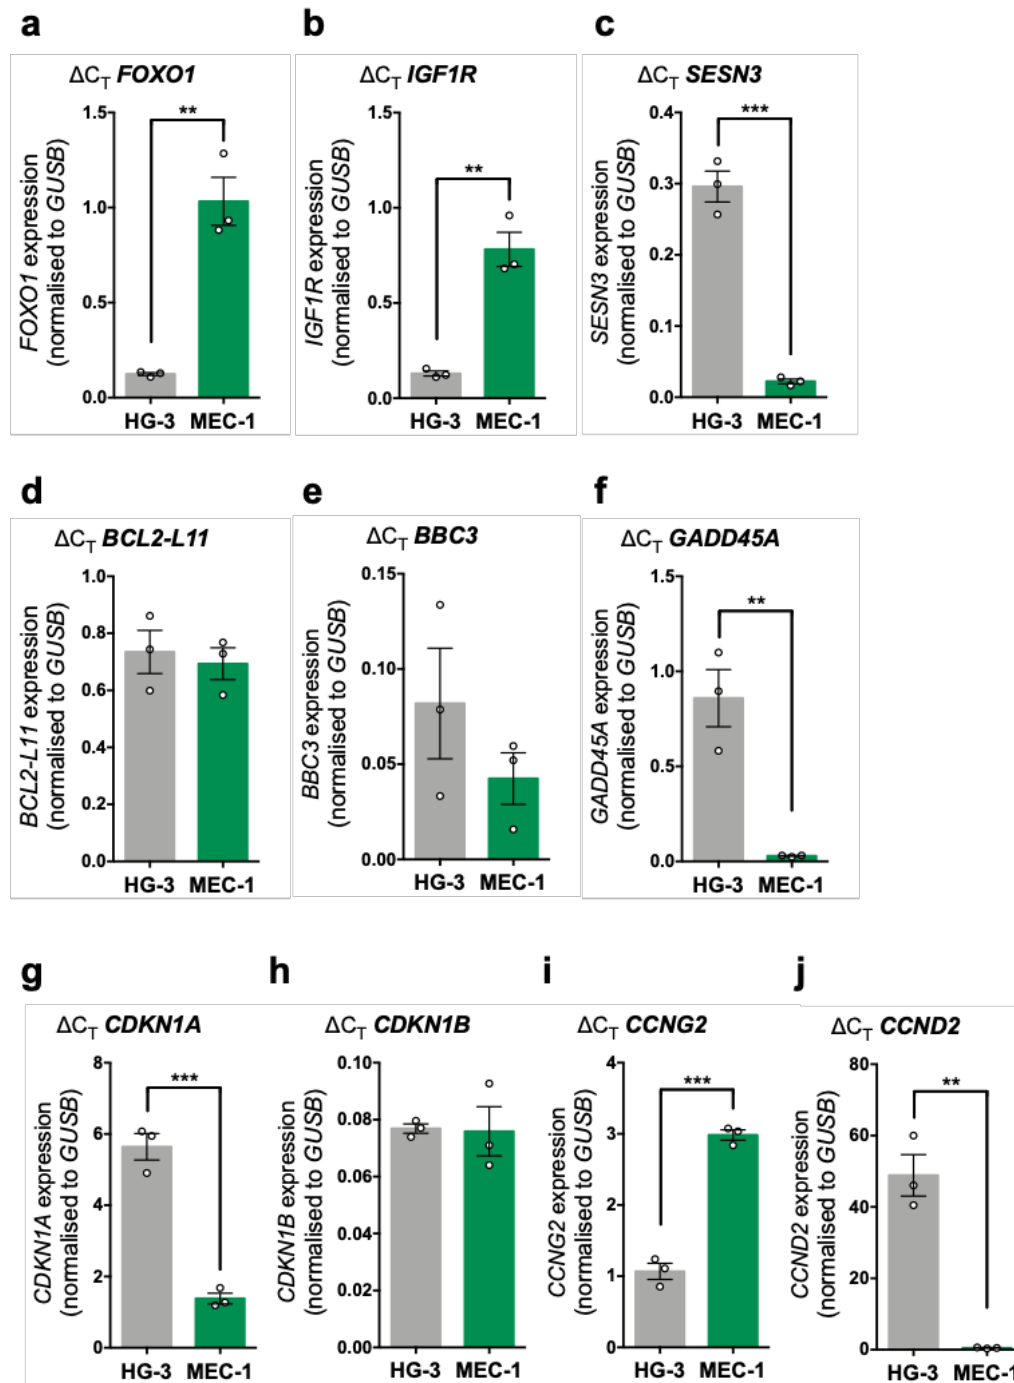 a
ΔCT FOXO1
FOXO1 expression
(normalised to GUSB)
1.5
1.0
0.5
0.0
**
HG-3 MEC-1
b
ΔCT IGF1R
IGF1R expression
(normalised to GUSB)
1.5
1.0
0.5
0.0
**
HG-3 MEC-1
c
ΔCT SESN3
SESN3 expression
(normalised to GUSB)
0.4
0.3
0.2
0.1
0.0
***
HG-3 MEC-1
d
ΔCT BCL2-L11
BCL2-L11 expression
(normalised to GUSB)
1.0
0.8
0.6
0.4
0.2
0.0
HG-3 MEC-1
e
ΔCT BBC3
BBC3 expression
(normalised to GUSB)
0.15
0.10
0.05
0.00
HG-3 MEC-1
f
ΔCT GADD45A
GADD45A expression
(normalised to GUSB)
1.5
1.0
0.5
0.0
**
HG-3 MEC-1
g
ΔCT CDKN1A
CDKN1A expression
(normalised to GUSB)
8
6
4
2
0
***
HG-3 MEC-1
h
ΔCT CDKN1B
CDKN1B expression
(normalised to GUSB)
0.10
0.08
0.06
0.04
0.02
0.00
HG-3 MEC-1
i
ΔCT CCNG2
CCNG2 expression
(normalised to GUSB)
4
3
2
1
0
***
HG-3 MEC-1
j
ΔCT CCND2
CCND2 expression
(normalised to GUSB)
80
60
40
20
0
**
HG-3 MEC-1